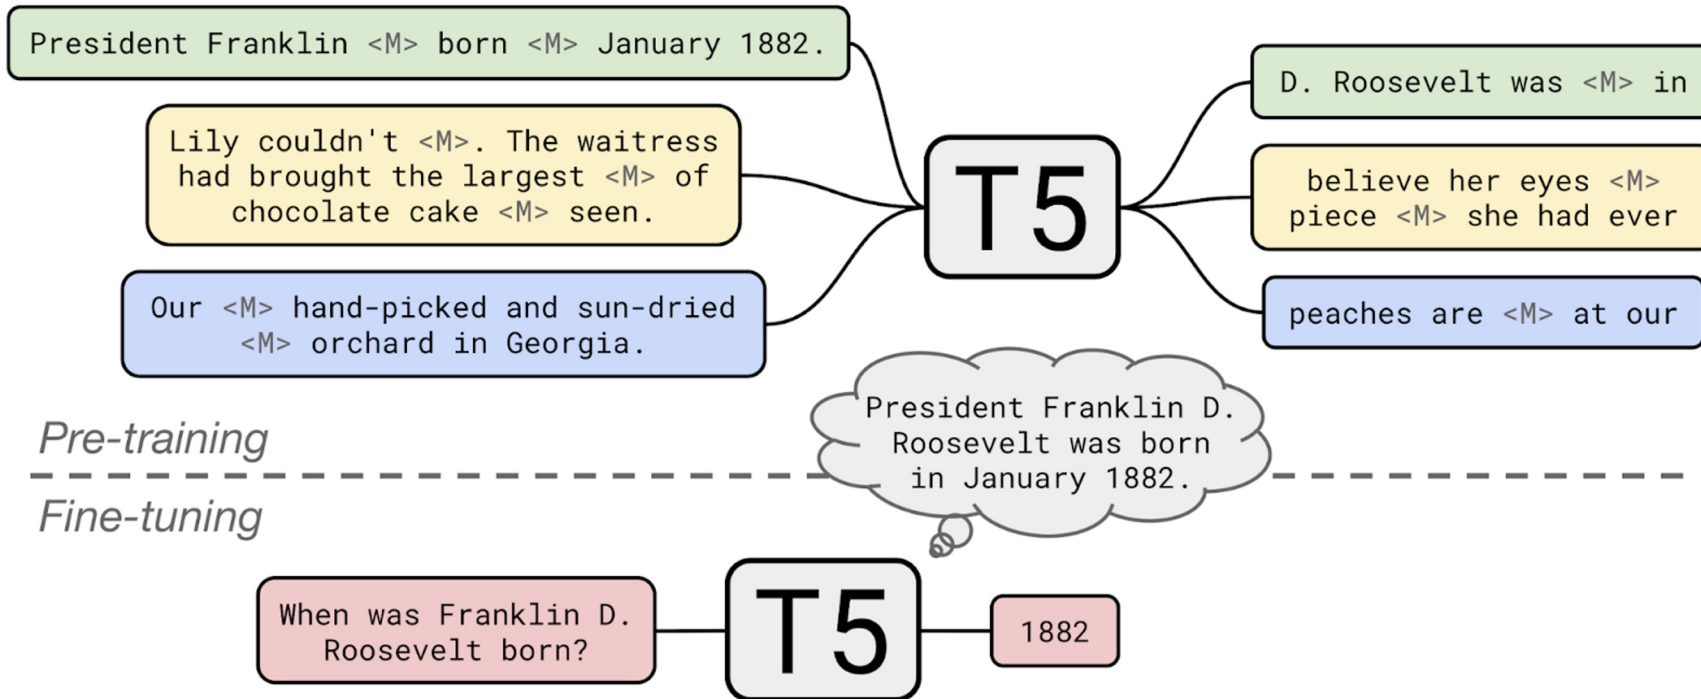 President Franklin <M> born <M> January 1882.
Lily couldn't <M>. The waitress
had brought the largest <M> of
chocolate cake <M> seen.
Our <M> hand-picked and sun-dried
<M> orchard in Georgia.
T5
D. Roosevelt was <M> in
believe her eyes <M>
piece <M> she had ever
peaches are <M> at our
Pre-training
President Franklin D.
Roosevelt was born
in January 1882.
Fine-tuning
When was Franklin D.
Roosevelt born?
T5
1882